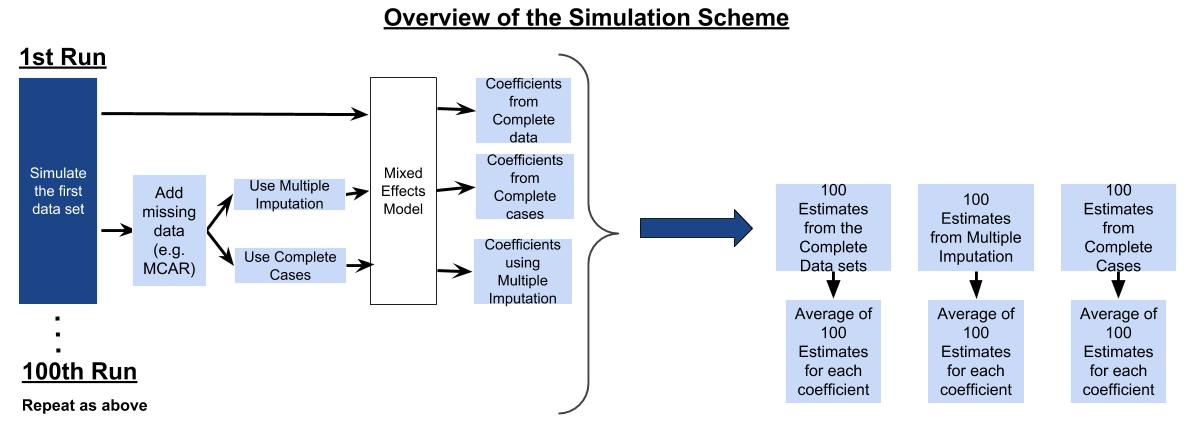 Overview of the Simulation Scheme
1st Run
Simulate
the first
data set
Add
missing
data
(e.g.
MCAR)
Use Multiple
Imputation
Use Complete
Cases
Mixed
Effects
Model
Coefficients
from
Complete
data
Coefficients
from
Complete
cases
Coefficients
using
Multiple
Imputation
100th Run
Repeat as above
100
Estimates
from the
Complete
Data sets
100
Estimates
from Multiple
Imputation
100
Estimates
from
Complete
Cases
Average of
100
Estimates
for each
coefficient
Average of
100
Estimates
for each
coefficient
Average of
100
Estimates
for each
coefficient